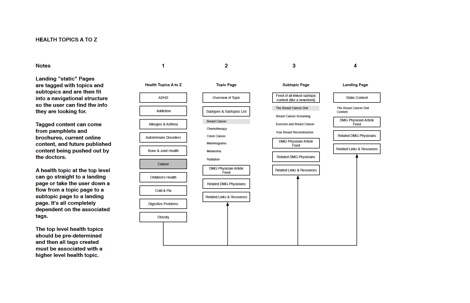 HEALTH TOPICS A TO Z
Notes
Landing "static" Pages
are tagged with topics and
subtopics and are then fit
into a navigational structure
so the user can find the info
they are looking for.
Tagged content can come
from pamphlets and
brochures, current online
content, and future published
content being pushed out by
the doctors.
A health topic at the top level
can go straight to a landing
page or take the user down a
flow from a topic page to a
subtopic page to a landing
page. It's all completely
dependent on the associated
tags.
The top level health topics
should be pre-determined
and then all tags created
must be associated with a
higher level health topic.
1
Health Topics A to Z
ADHD
Addiction
Allergies & Asthma
Autoimmune Disorders
Bone & Joint Health
Cancer
Children's Health
Cold & Flu
Digestive Problems
Obesity
2
Topic Page
Overview of Topic
Subtopics & Subtopics List
Breast Cancer
Chemotherapy
Colon Cancer
Mammograms
Melanoma
Radiation
DMG Physician Article
Feed
Related DMG Physicians
Related Links & Resources
3
Subtopic Page
Feed of all linked subtopic
content (like a newsfeed)
The Breast Cancer Diet
Breast Cancer Screening
Exercise and Breast Cancer
Your Breast Reconstruction
DMG Physician Article
Feed
Related DMG Physicians
Related Links & Resources
4
Landing Page
Static Content
The Breast Cancer Diet
Content
DMG Physician Article
Feed
Related DMG Physicians
Related Links & Resources